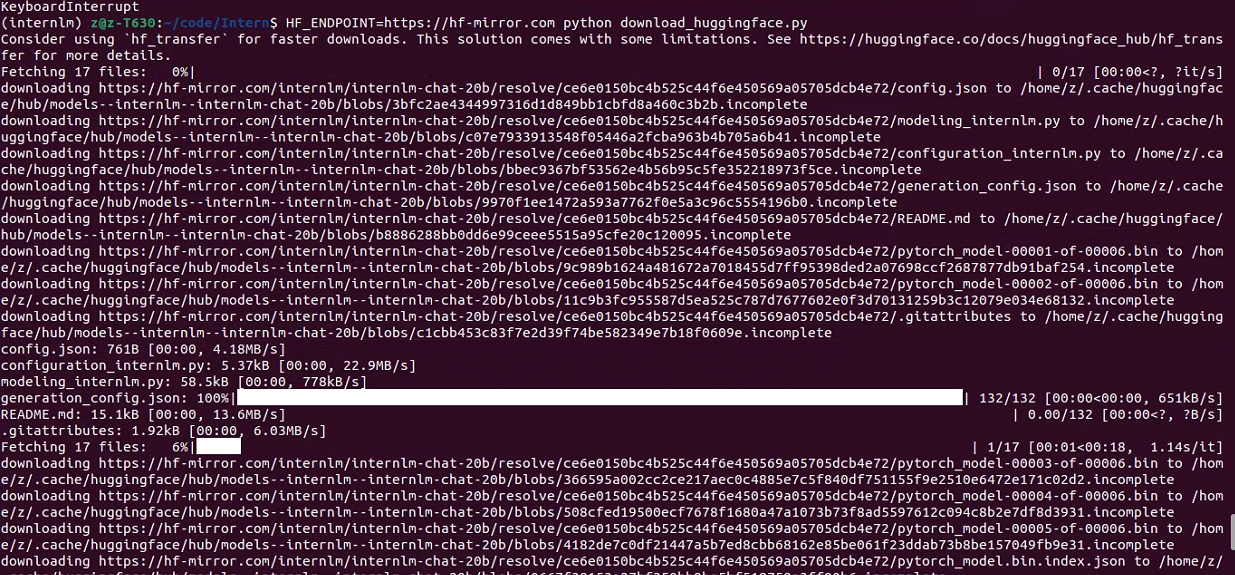 KeyboardInterrupt
(internlm) z@z-T630:~/code/Intern$ HF_ENDPOINT=https://hf-mirror.com python download_huggingface.py
Consider using `hf_transfer` for faster downloads. This solution comes with some limitations. See https://huggingface.co/docs/huggingface_hub/hf_trans
fer for more details.
Fetching 17 files:   0%|          | 0/17 [00:00<?, ?it/s]
downloading https://hf-mirror.com/internlm/internlm-chat-20b/resolve/ce6e0150bc4b525c44f6e450569a05705dcb4e72/config.json to /home/z/.cache/huggingfac
e/hub/models--internlm--internlm-chat-20b/blobs/3bfc2ae4344997316d1d849bb1cbfd8a460c3b2b.incomplete
downloading https://hf-mirror.com/internlm/internlm-chat-20b/resolve/ce6e0150bc4b525c44f6e450569a05705dcb4e72/modeling_internlm.py to /home/z/.cache/h
uggingface/hub/models--internlm--internlm-chat-20b/blobs/c07e7933913548f05446a2fcba963b4b705a6b41.incomplete
downloading https://hf-mirror.com/internlm/internlm-chat-20b/resolve/ce6e0150bc4b525c44f6e450569a05705dcb4e72/configuration_internlm.py to /home/z/.ca
che/huggingface/hub/models--internlm--internlm-chat-20b/blobs/bbec9367bf53562e4b56b95c5fe352218973f5ce.incomplete
downloading https://hf-mirror.com/internlm/internlm-chat-20b/resolve/ce6e0150bc4b525c44f6e450569a05705dcb4e72/generation_config.json to /home/z/.cache
/huggingface/hub/models--internlm--internlm-chat-20b/blobs/9970f1ee1472a593a7762f0e5a3c96c5554196b0.incomplete
downloading https://hf-mirror.com/internlm/internlm-chat-20b/resolve/ce6e0150bc4b525c44f6e450569a05705dcb4e72/README.md to /home/z/.cache/huggingface/
hub/models--internlm--internlm-chat-20b/blobs/b8886288bb0dd6e99ceee5515a95cfe20c120095.incomplete
downloading https://hf-mirror.com/internlm/internlm-chat-20b/resolve/ce6e0150bc4b525c44f6e450569a05705dcb4e72/pytorch_model-00001-of-00006.bin to /hom
e/z/.cache/huggingface/hub/models--internlm--internlm-chat-20b/blobs/9c989b1624a481672a7018455d7ff95398ded2a07698ccf2687877db91baf254.incomplete
downloading https://hf-mirror.com/internlm/internlm-chat-20b/resolve/ce6e0150bc4b525c44f6e450569a05705dcb4e72/pytorch_model-00002-of-00006.bin to /hom
e/z/.cache/huggingface/hub/models--internlm--internlm-chat-20b/blobs/11c9b3fc955587d5ea525c787d7677602e0f3d70131259b3c12079e034e68132.incomplete
downloading https://hf-mirror.com/internlm/internlm-chat-20b/resolve/ce6e0150bc4b525c44f6e450569a05705dcb4e72/.gitattributes to /home/z/.cache/hugging
face/hub/models--internlm--internlm-chat-20b/blobs/c1cbb453c83f7e2d39f74be582349e7b18f0609e.incomplete
config.json: 761B [00:00, 4.18MB/s]
configuration_internlm.py: 5.37kB [00:00, 22.9MB/s]
modeling_internlm.py: 58.5kB [00:00, 778kB/s]
generation_config.json: 100%|          | 132/132 [00:00<00:00, 651kB/s]
README.md: 15.1kB [00:00, 13.6MB/s]          | 0.00/132 [00:00<?, ?B/s]
.gitattributes: 1.92kB [00:00, 6.03MB/s]
Fetching 17 files:   6%|          | 1/17 [00:01<00:18,  1.14s/it]
downloading https://hf-mirror.com/internlm/internlm-chat-20b/resolve/ce6e0150bc4b525c44f6e450569a05705dcb4e72/pytorch_model-00003-of-00006.bin to /hom
e/z/.cache/huggingface/hub/models--internlm--internlm-chat-20b/blobs/366595a002cc2ce217aec0c4885e7c5f840df751155f9e2510e6472e171c02d2.incomplete
downloading https://hf-mirror.com/internlm/internlm-chat-20b/resolve/ce6e0150bc4b525c44f6e450569a05705dcb4e72/pytorch_model-00004-of-00006.bin to /hom
e/z/.cache/huggingface/hub/models--internlm--internlm-chat-20b/blobs/508cfed19500ecf7678f1680a47a1073b73f8ad5597612c094c8b2e7df8d3931.incomplete
downloading https://hf-mirror.com/internlm/internlm-chat-20b/resolve/ce6e0150bc4b525c44f6e450569a05705dcb4e72/pytorch_model-00005-of-00006.bin to /hom
e/z/.cache/huggingface/hub/models--internlm--internlm-chat-20b/blobs/4182de7c0df21447a5b7ed8cbb68162e85be061f23ddab73b8be157049fb9e31.incomplete
downloading https://hf-mirror.com/internlm/internlm-chat-20b/resolve/ce6e0150bc4b525c44f6e450569a05705dcb4e72/pytorch_model.bin.index.json to /home/z/